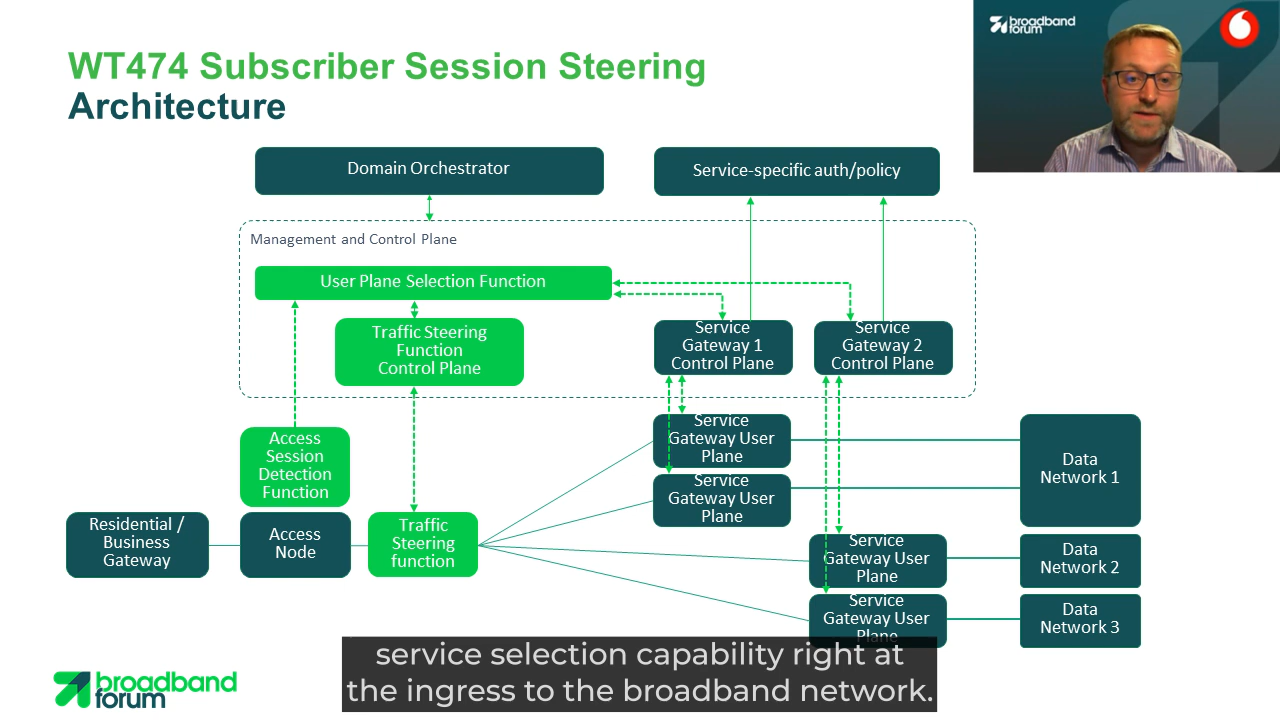 WT474 Subscriber Session Steering
Architecture
broadband
forum
Domain Orchestrator
Service-specific auth/policy
Management and Control Plane
User Plane Selection Function
Traffic Steering
Function
Control Plane
Service
Gateway 1
Control Plane
Service
Gateway 2
Control Plane
Access
Session
Detection
Function
Service
Gateway User
Plane
Service
Gateway User
Plane
Data
Network 1
Residential /
Business
Gateway
Access
Node
Traffic
Steering
function
Service
Gateway User
Plane
Data
Network 2
Service
Gateway User
Plane
Data
Network 3
service selection capability right at
the ingress to the broadband network.
broadband
forum